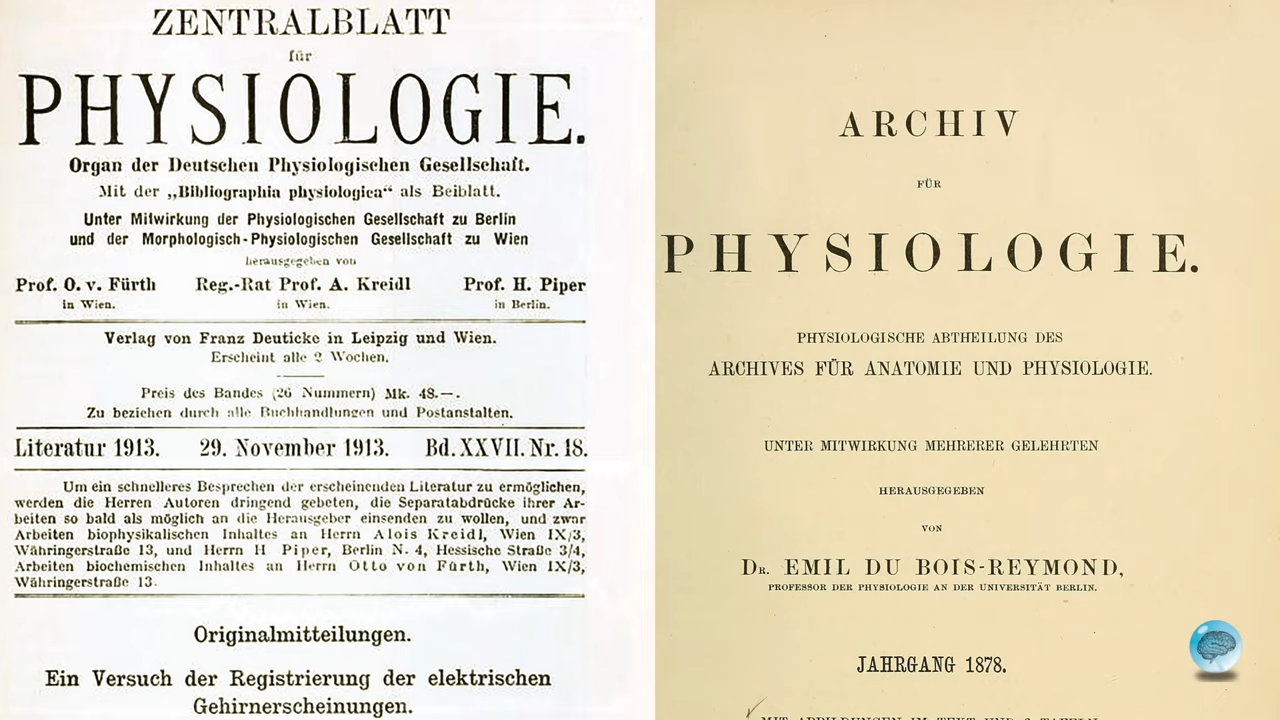 ZENTRALBLATT
für
PHYSIOLOGIE.
Organ der Deutschen Physiologischen Gesellschaft.
Mit der „Bibliographia physiologica“ als Beiblatt.
Unter Mitwirkung der Physiologischen Gesellschaft zu Berlin
und der Morphologisch-Physiologischen Gesellschaft zu Wien
herausgegeben von
Prof. O. v. Fürth Reg.-Rat Prof. A. Kreidl Prof. H. Piper
in Wien. in Wien. in Berlin.
Verlag von Franz Deuticke in Leipzig und Wien.
Erscheint alle 2 Wochen.
Preis des Bandes (26 Nummern) Mk. 48.—.
Zu beziehen durch alle Buchhandlungen und Postanstalten.
Literatur 1913. 29. November 1913. Bd. XXVII. Nr. 18.
Um ein schnelleres Besprechen der erscheinenden Literatur zu ermöglichen,
werden die Herren Autoren dringend gebeten, die Separatabdrücke ihrer Ar-
beiten so bald als möglich an die Herausgeber einsenden zu wollen, und zwar
Arbeiten biophysikalischen Inhaltes an Herrn Alois Kreidl, Wien IX/3,
Währingerstraße 13, und Herrn H Piper, Berlin N. 4, Hessische Straße 3/4,
Arbeiten biochemischen Inhaltes an Herrn Otto von Fürth, Wien IX/3,
Währingerstraße 13.
Originalmitteilungen.
Ein Versuch der Registrierung der elektrischen
Gehirnerscheinungen.
ARCHIV
FÜR
PHYSIOLOGIE.
PHYSIOLOGISCHE ABTHEILUNG DES
ARCHIVES FÜR ANATOMIE UND PHYSIOLOGIE.
UNTER MITWIRKUNG MEHRERER GELEHRTEN
HERAUSGEGEBEN
VON
DR. EMIL DU BOIS-REYMOND,
PROFESSOR DER PHYSIOLOGIE AN DER UNIVERSITÄT BERLIN.
JAHRGANG 1878.
MIT ABBILDUNGEN IM TEXT UND